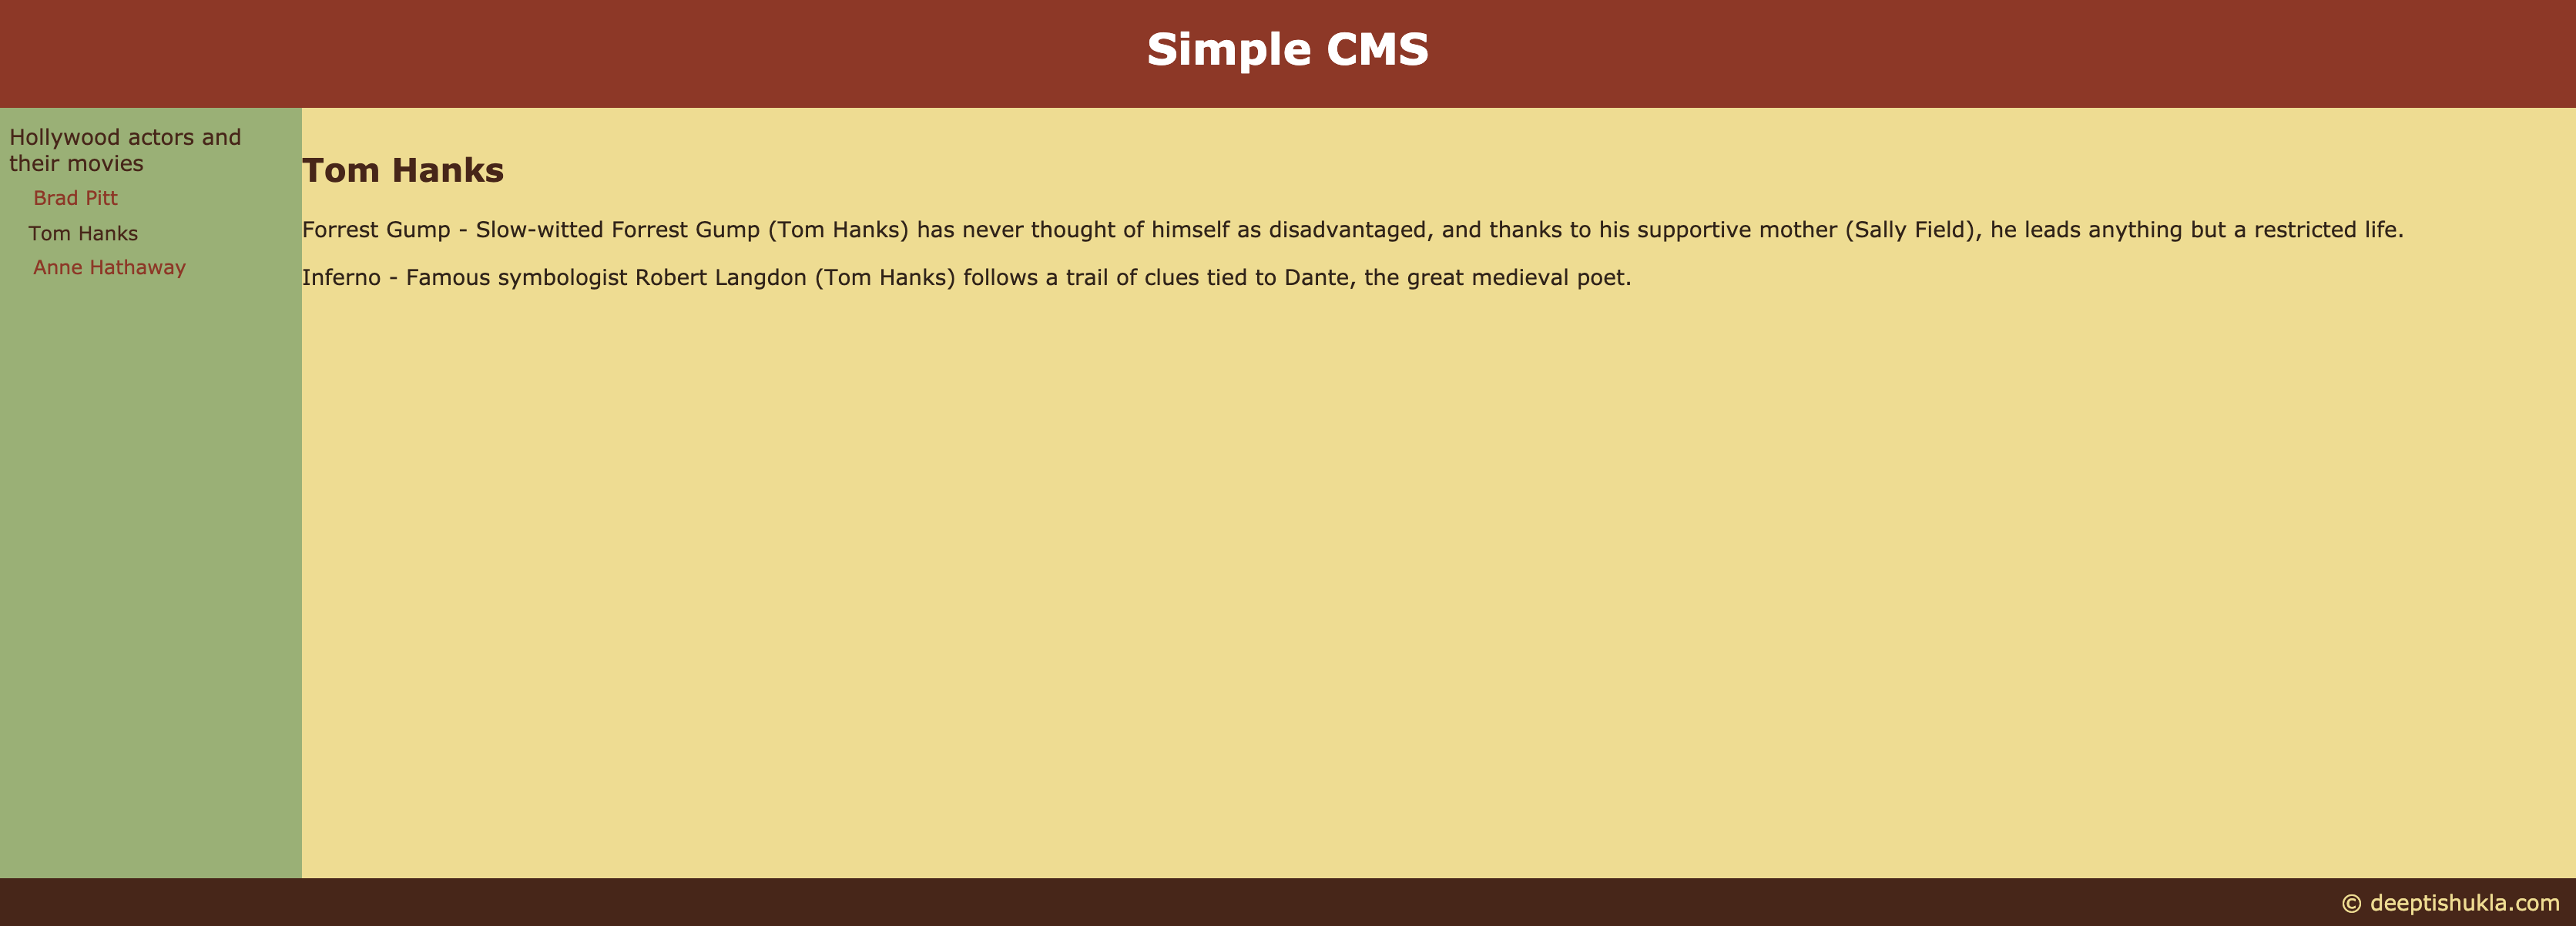 Simple CMS
Hollywood actors and
their movies
Brad Pitt
Tom Hanks
Anne Hathaway
Tom Hanks
Forrest Gump - Slow-witted Forrest Gump (Tom Hanks) has never thought of himself as disadvantaged, and thanks to his supportive mother (Sally Field), he leads anything but a restricted life.
Inferno - Famous symbologist Robert Langdon (Tom Hanks) follows a trail of clues tied to Dante, the great medieval poet.
© deeptishukla.com